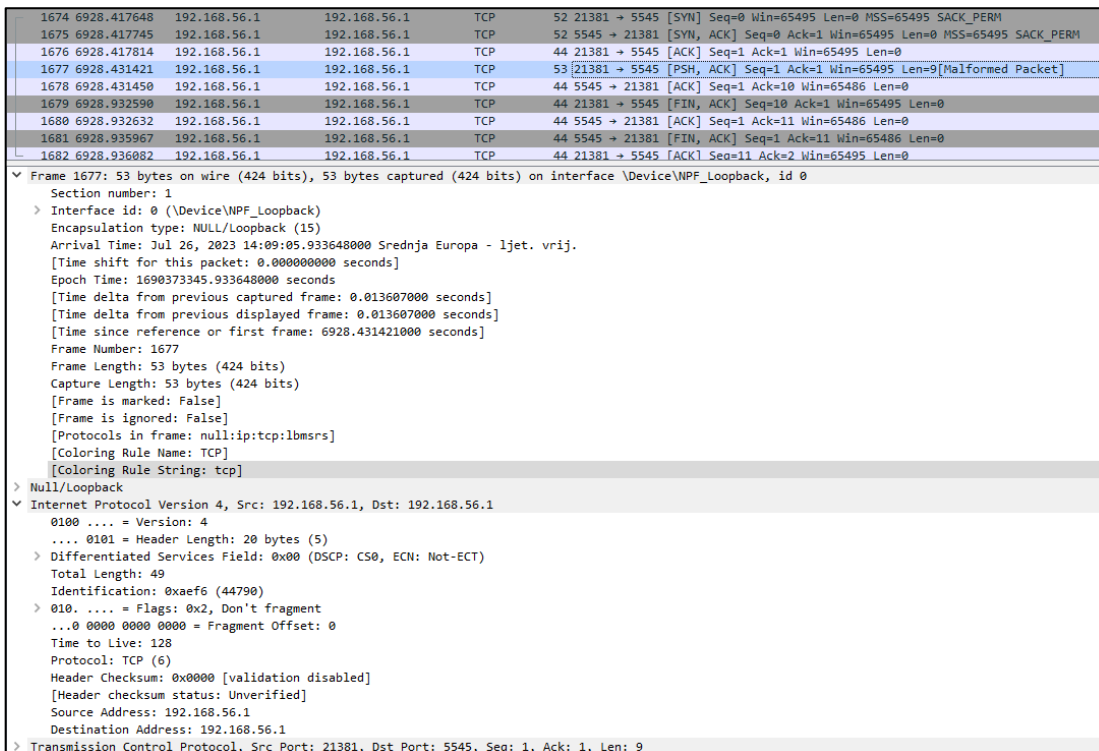 1674 6928.417648 192.168.56.1 192.168.56.1 TCP 52 21381 → 5545 [SYN] Seq=0 Win=65495 Len=0 MSS=65495 SACK_PERM
1675 6928.417745 192.168.56.1 192.168.56.1 TCP 52 5545 → 21381 [SYN, ACK] Seq=0 Ack=1 Win=65495 Len=0 MSS=65495 SACK_PERM
1676 6928.417814 192.168.56.1 192.168.56.1 TCP 44 21381 → 5545 [ACK] Seq=1 Ack=1 Win=65495 Len=0
1677 6928.431421 192.168.56.1 192.168.56.1 TCP 53 21381 → 5545 [PSH, ACK] Seq=1 Ack=1 Win=65495 Len=9[Malformed Packet]
1678 6928.431450 192.168.56.1 192.168.56.1 TCP 44 5545 → 21381 [ACK] Seq=1 Ack=10 Win=65486 Len=0
1679 6928.932590 192.168.56.1 192.168.56.1 TCP 44 21381 → 5545 [FIN, ACK] Seq=10 Ack=1 Win=65495 Len=0
1680 6928.932632 192.168.56.1 192.168.56.1 TCP 44 5545 → 21381 [ACK] Seq=1 Ack=11 Win=65486 Len=0
1681 6928.935967 192.168.56.1 192.168.56.1 TCP 44 5545 → 21381 [FIN, ACK] Seq=1 Ack=11 Win=65486 Len=0
1682 6928.936082 192.168.56.1 192.168.56.1 TCP 44 21381 → 5545 [ACK] Seq=11 Ack=2 Win=65495 Len=0
Frame 1677: 53 bytes on wire (424 bits), 53 bytes captured (424 bits) on interface \Device\NPF_Loopback, id 0
Section number: 1
Interface id: 0 (\Device\NPF_Loopback)
Encapsulation type: NULL/Loopback (15)
Arrival Time: Jul 26, 2023 14:09:05.933648000 Srednja Europa - ljet. vrij.
[Time shift for this packet: 0.000000000 seconds]
Epoch Time: 1690373345.933648000 seconds
[Time delta from previous captured frame: 0.013607000 seconds]
[Time delta from previous displayed frame: 0.013607000 seconds]
[Time since reference or first frame: 6928.431421000 seconds]
Frame Number: 1677
Frame Length: 53 bytes (424 bits)
Capture Length: 53 bytes (424 bits)
[Frame is marked: False]
[Frame is ignored: False]
[Protocols in frame: null:ip:tcp:lbmsrs]
[Coloring Rule Name: TCP]
[Coloring Rule String: tcp]
Null/Loopback
Internet Protocol Version 4, Src: 192.168.56.1, Dst: 192.168.56.1
0100 .... = Version: 4
.... 0101 = Header Length: 20 bytes (5)
Differentiated Services Field: 0x00 (DSCP: CS0, ECN: Not-ECT)
Total Length: 49
Identification: 0xaef6 (44790)
010. .... = Flags: 0x2, Don't fragment
...0 0000 0000 0000 = Fragment Offset: 0
Time to Live: 128
Protocol: TCP (6)
Header Checksum: 0x0000 [validation disabled]
[Header checksum status: Unverified]
Source Address: 192.168.56.1
Destination Address: 192.168.56.1
Transmission Control Protocol, Src Port: 21381, Dst Port: 5545, Seq: 1, Ack: 1, Len: 9